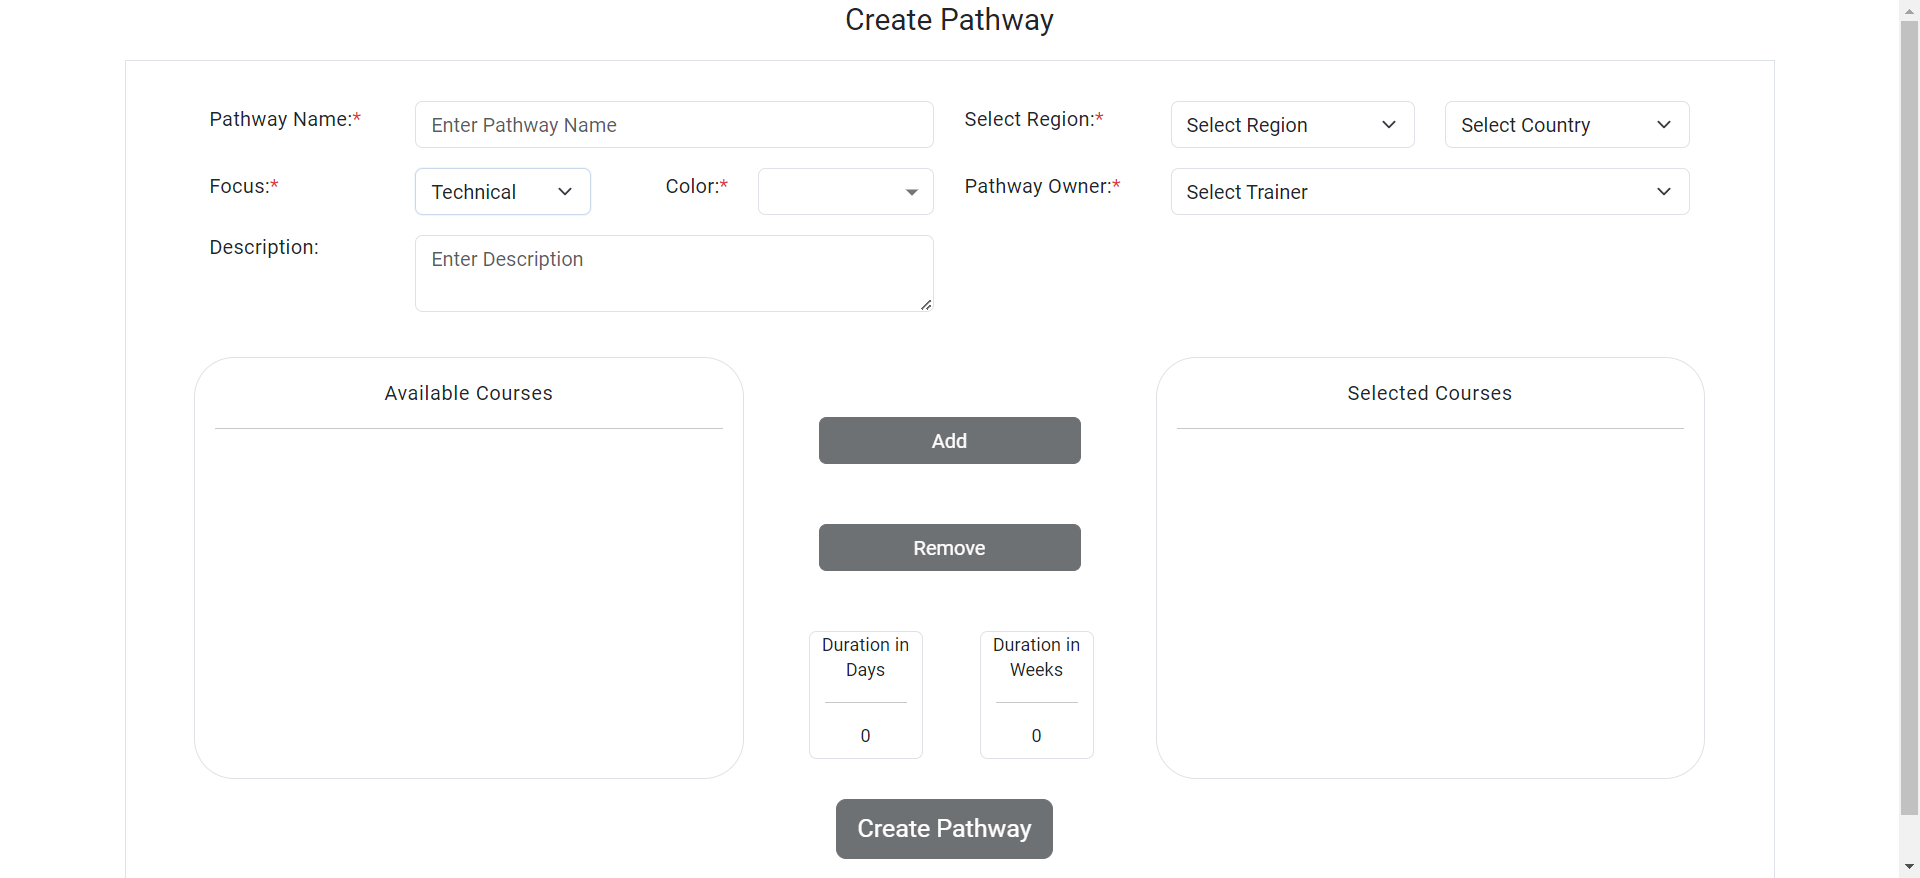 Create Pathway
Pathway Name:* Enter Pathway Name Select Region:* Select Region Select Country
Focus:* Technical Color:* Pathway Owner:* Select Trainer
Description: Enter Description
Available Courses
Add
Remove
Duration in
Days
0
Duration in
Weeks
0
Selected Courses
Create Pathway